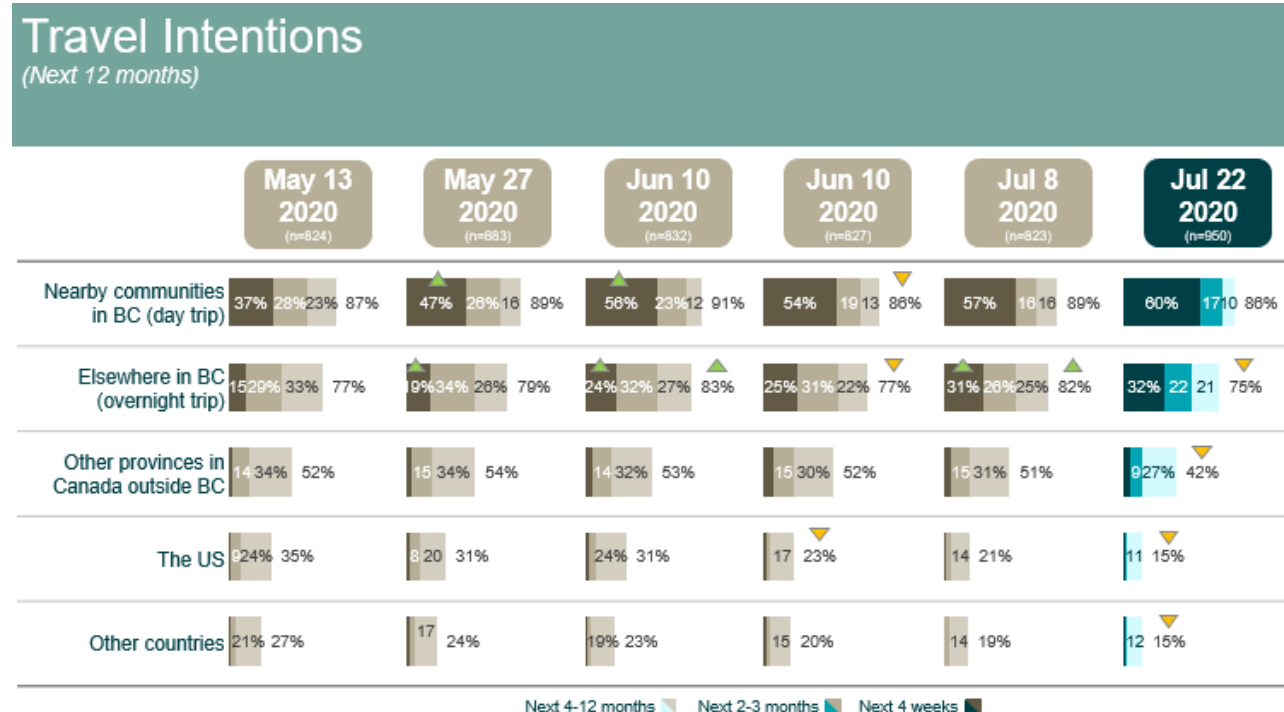 Travel Intentions
(Next 12 months)
May 13 May 27 Jun 10 Jun 10 Jul 8 Jul 22
2020 2020 2020 2020 2020 2020
(n=824) (n=883) (n=832) (n=827) (n=823) (n=950)
Nearby communities
in BC (day trip)
37% 28% 23% 87% 47% 26% 16 89% 56% 23% 12 91% 54% 19 13 86% 57% 16 16 89% 60% 17 10 86%
Elsewhere in BC
(overnight trip)
15 29% 33% 77% 19% 34% 26% 79% 24% 32% 27% 83% 25% 31% 22% 77% 31% 26% 25% 82% 32% 22 21 75%
Other provinces in
Canada outside BC
14 34% 52% 15 34% 54% 14 32% 53% 15 30% 52% 15 31% 51% 9 27% 42%
The US 9 24% 35% 8 20 31% 24% 31% 17 23% 14 21% 11 15%
Other countries 21% 27% 17 24% 19% 23% 15 20% 14 19% 12 15%
Next 4-12 months Next 2-3 months Next 4 weeks